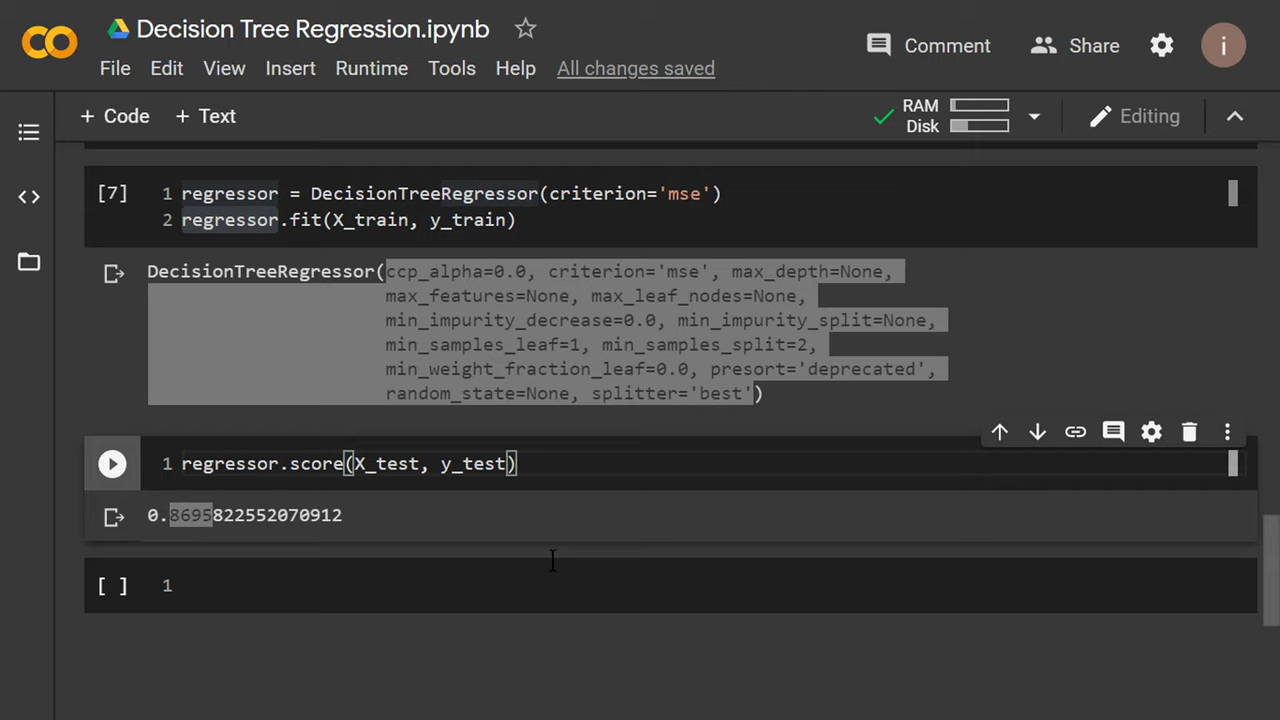 Decision Tree Regression.ipynb
Comment
Share
i
File Edit View Insert Runtime Tools Help All changes saved
+ Code + Text
RAM
Disk
Editing
[7]
1 regressor = DecisionTreeRegressor(criterion='mse')
2 regressor.fit(X_train, y_train)
DecisionTreeRegressor(ccp_alpha=0.0, criterion='mse', max_depth=None,
max_features=None, max_leaf_nodes=None,
min_impurity_decrease=0.0, min_impurity_split=None,
min_samples_leaf=1, min_samples_split=2,
min_weight_fraction_leaf=0.0, presort='deprecated',
random_state=None, splitter='best')
1 regressor.score(X_test, y_test)
0.8695822552070912
[ ] 1